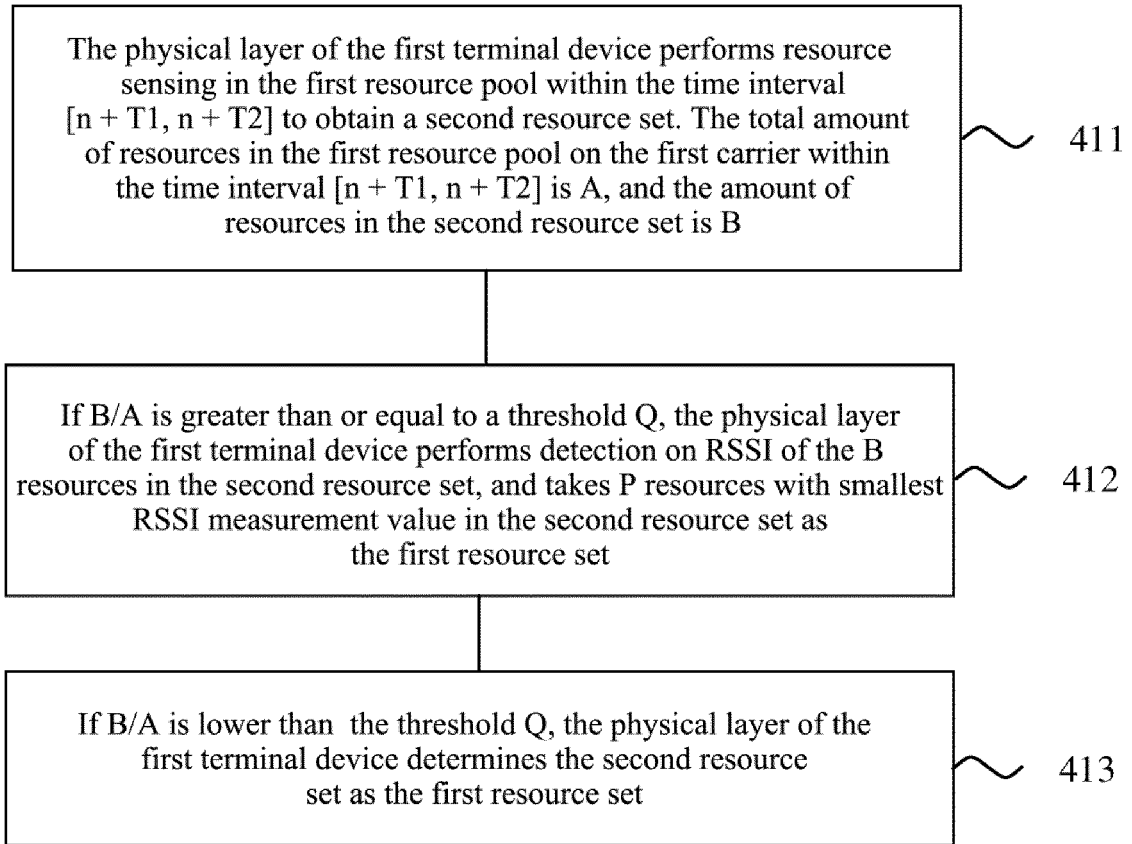 The physical layer of the first terminal device performs resource
sensing in the first resource pool within the time interval
[n + T1, n + T2] to obtain a second resource set. The total amount
of resources in the first resource pool on the first carrier within
the time interval [n + T1, n + T2] is A, and the amount of
resources in the second resource set is B
411
If B/A is greater than or equal to a threshold Q, the physical layer
of the first terminal device performs detection on RSSI of the B
resources in the second resource set, and takes P resources with smallest
RSSI measurement value in the second resource set as
the first resource set
412
If B/A is lower than the threshold Q, the physical layer of the
first terminal device determines the second resource
set as the first resource set
413